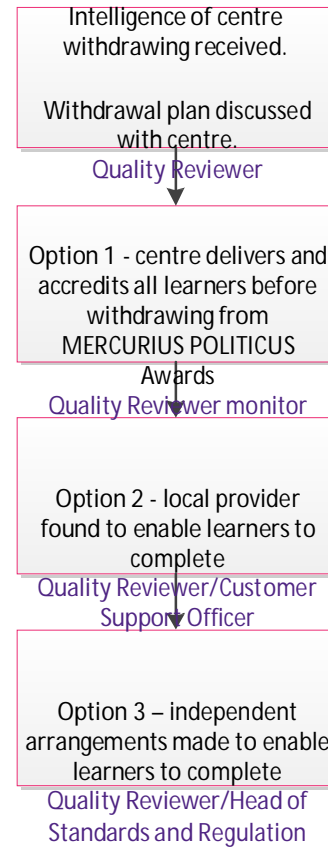 Intelligence of centre
withdrawing received.
Withdrawal plan discussed
with centre.
Quality Reviewer
Option 1 - centre delivers and
accredits all learners before
withdrawing from
MERCURIUS POLITICUS
Awards
Quality Reviewer monitor
Option 2 - local provider
found to enable learners to
complete
Quality Reviewer/Customer
Support Officer
Option 3 – independent
arrangements made to enable
learners to complete
Quality Reviewer/Head of
Standards and Regulation